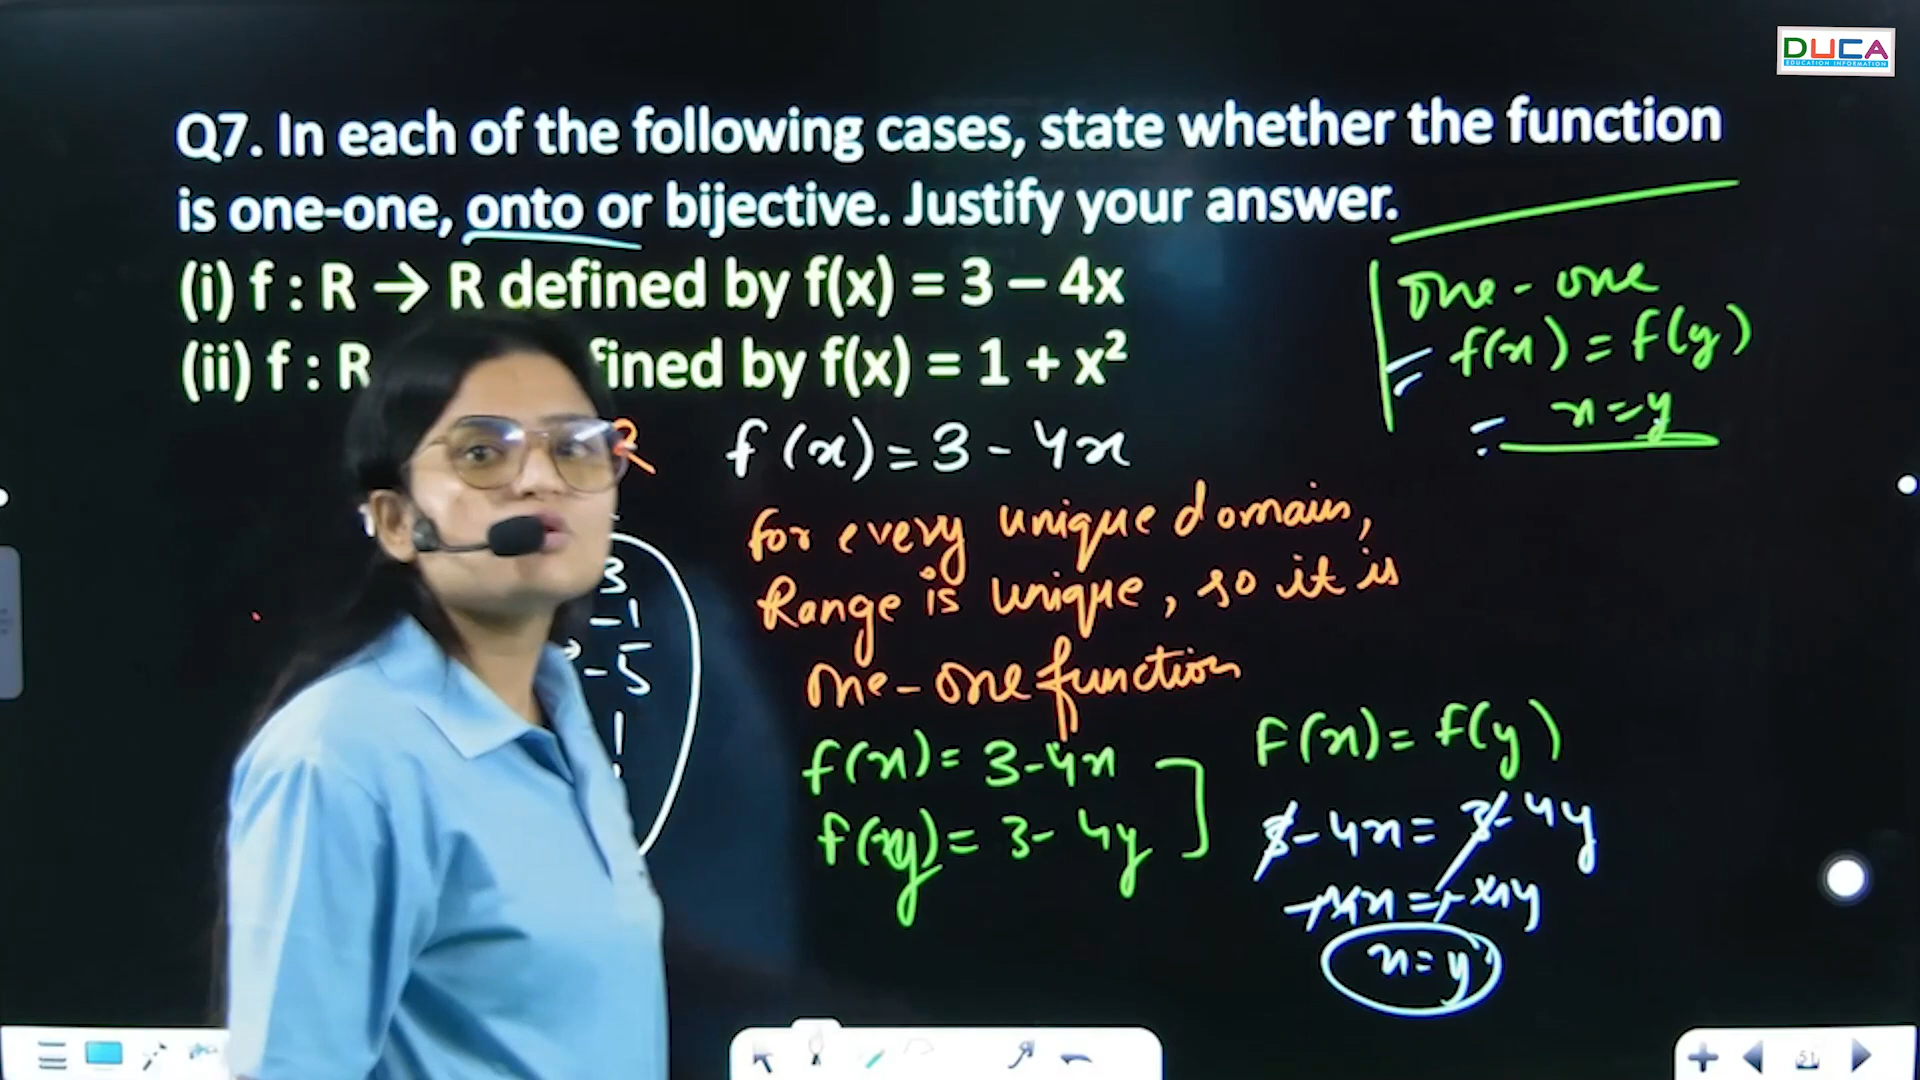 DUCA
EDUCATION INFORMATION
Q7. In each of the following cases, state whether the function
is one-one, onto or bijective. Justify your answer.
(i) f : R → R defined by f(x) = 3 – 4x
(ii) f : R fined by f(x) = 1 + x²
one-one
f(x) = f(y)
x=y
R
f(x) = 3 - 4x
for every unique domain,
Range is unique, so it is
one-one function
3
-1
-5
f(x) = 3-4x
f(y) = 3-4y
F(x) = f(y)
3-4x = 3-4y
-4x = -4y
x=y
51